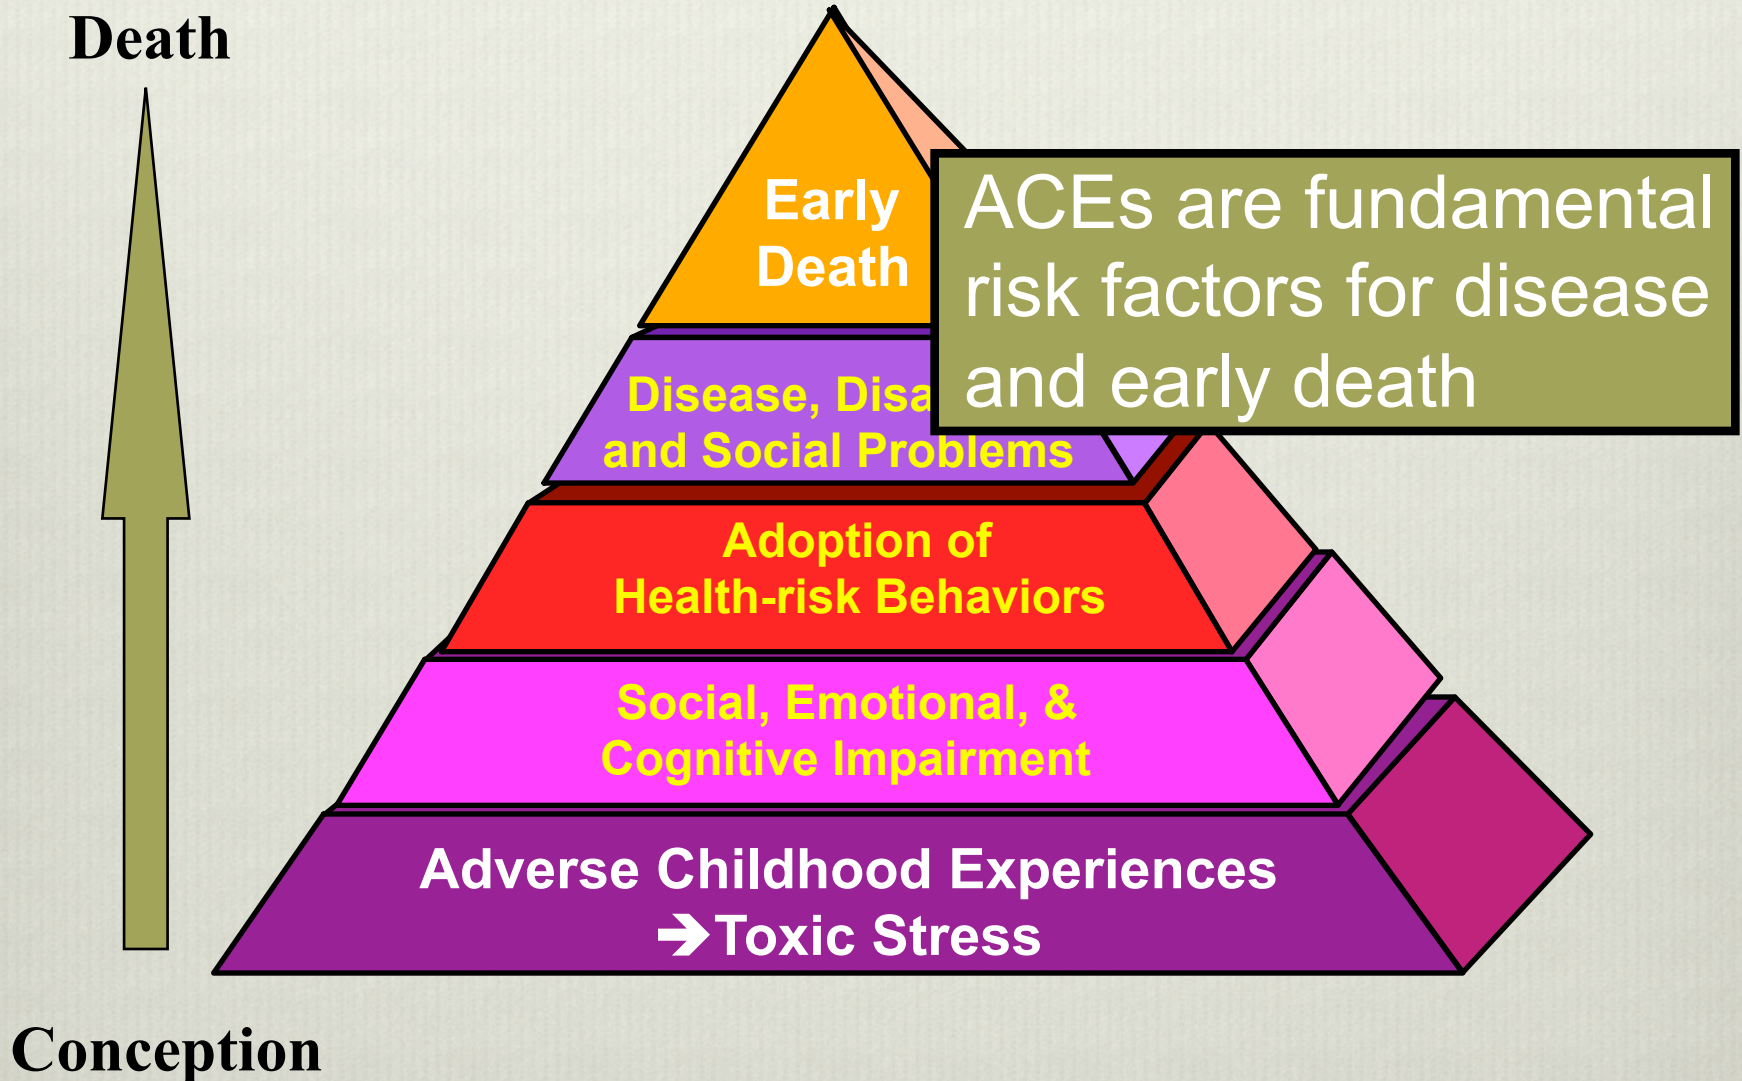 Death
Early
Death
ACEs are fundamental
risk factors for disease
and early death
Disease,
and Social Problems
Adoption of
Health-risk Behaviors
Social, Emotional, &
Cognitive Impairment
Adverse Childhood Experiences
➔Toxic Stress
Conception